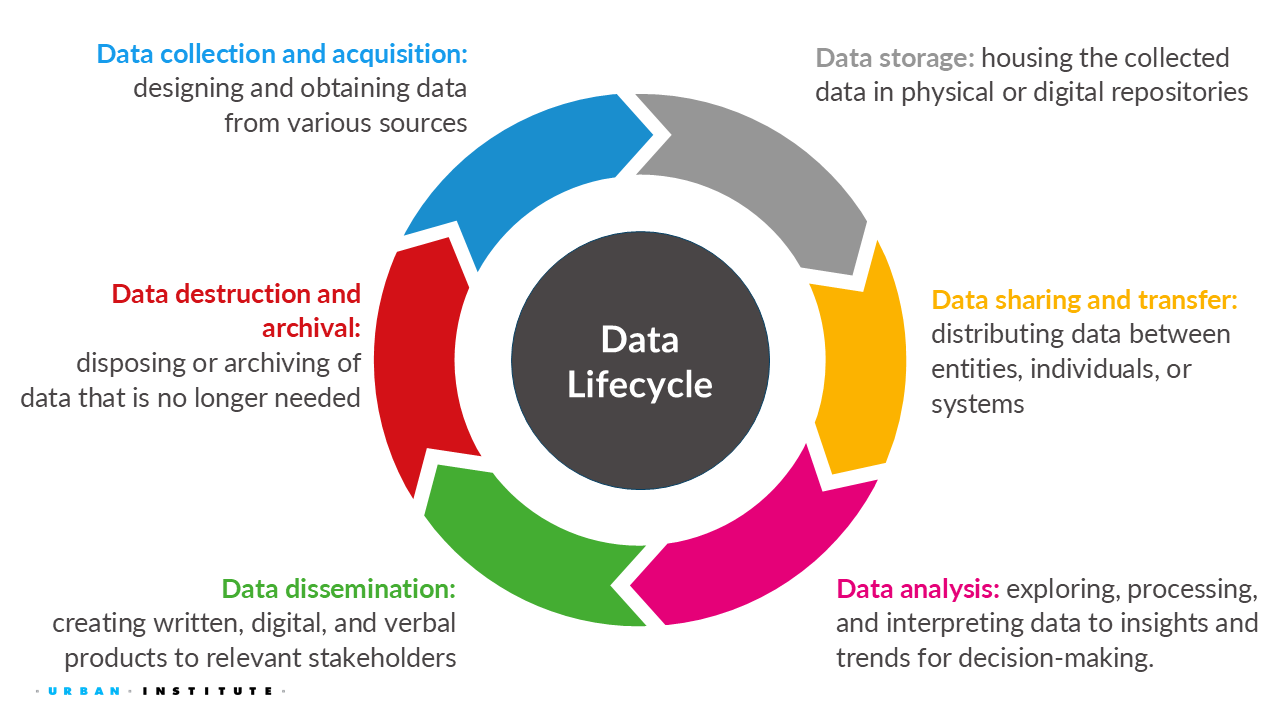 Data collection and acquisition:
designing and obtaining data
from various sources
Data storage: housing the collected
data in physical or digital repositories
Data sharing and transfer:
distributing data between
entities, individuals, or
systems
Data analysis: exploring, processing,
and interpreting data to insights and
trends for decision-making.
Data dissemination:
creating written, digital, and verbal
products to relevant stakeholders
Data destruction and
archival:
disposing or archiving of
data that is no longer needed
Data
Lifecycle
· URBAN · INSTITUTE ·